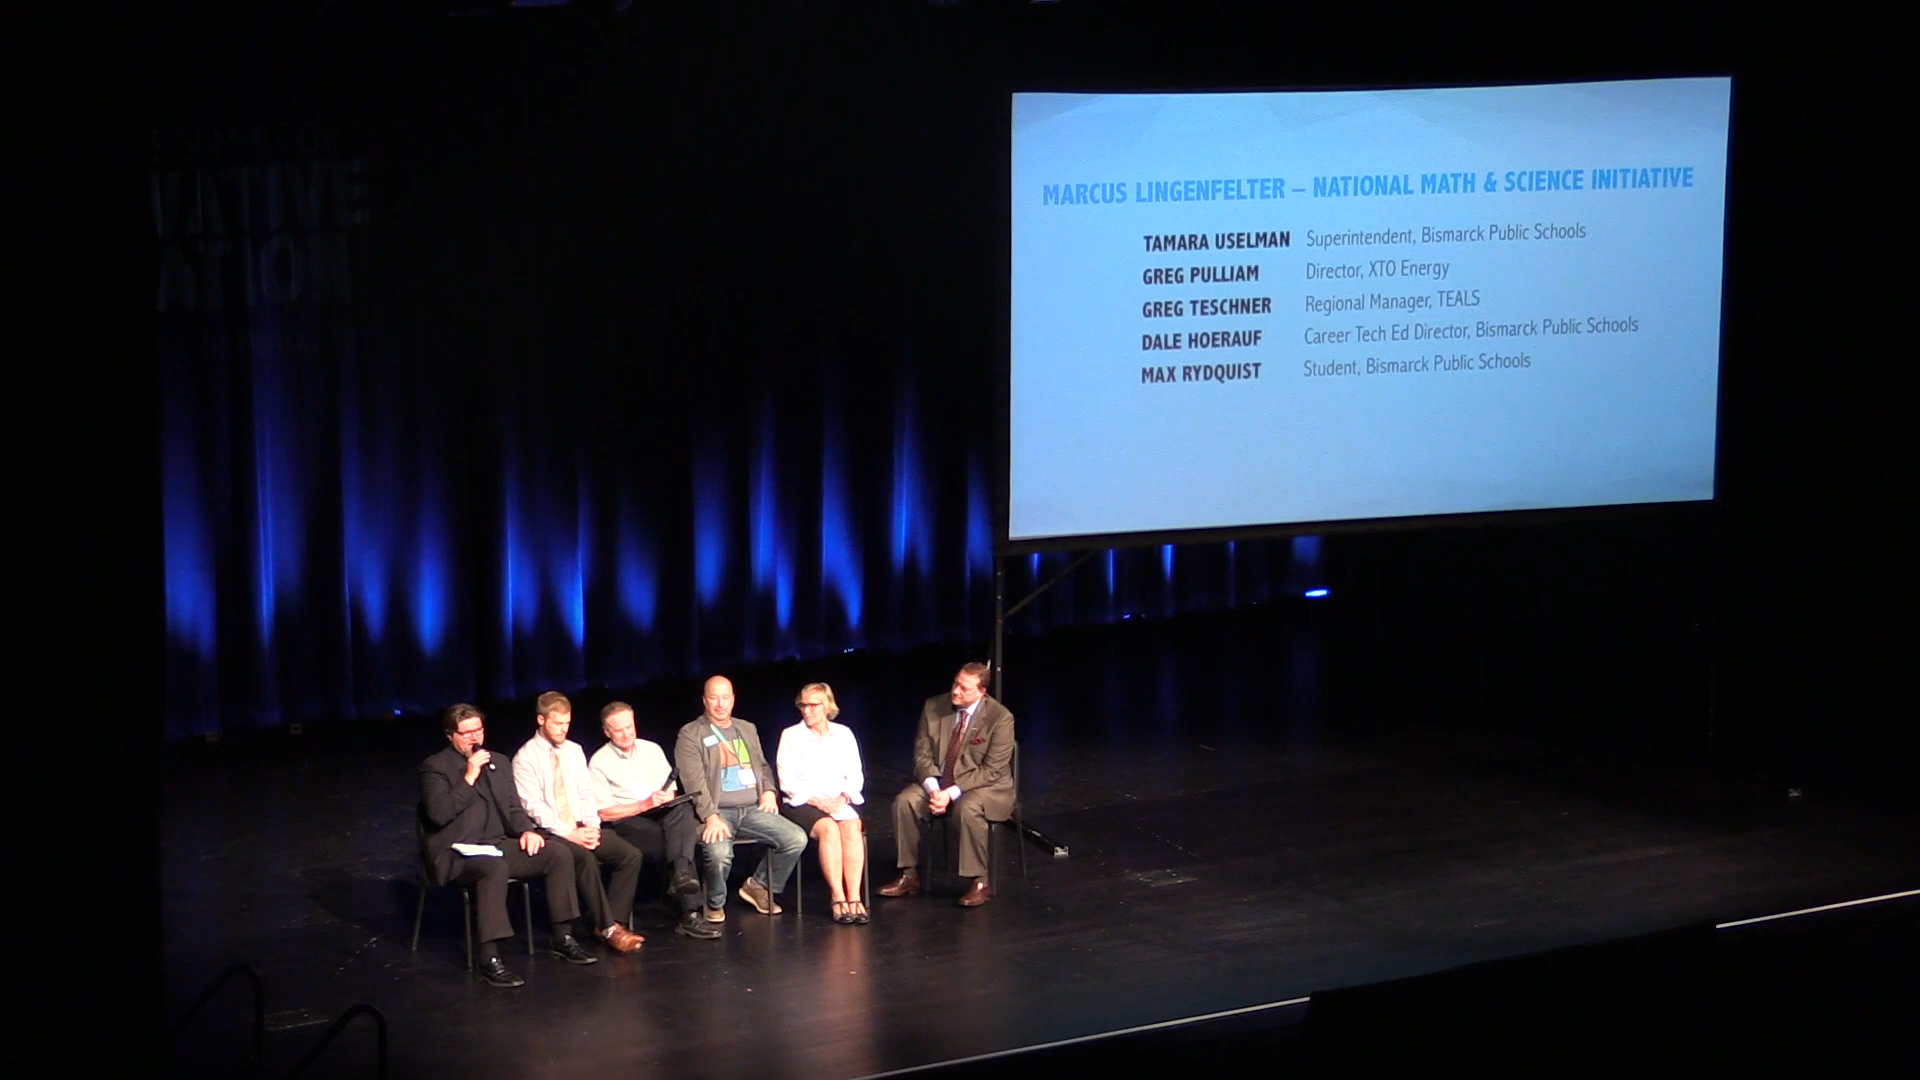 MARCUS LINGENFELTER – NATIONAL MATH & SCIENCE INITIATIVE
TAMARA USELMAN Superintendent, Bismarck Public Schools
GREG PULLIAM Director, XTO Energy
GREG TESCHNER Regional Manager, TEALS
DALE HOERAUF Career Tech Ed Director, Bismarck Public Schools
MAX RYDQUIST Student, Bismarck Public Schools